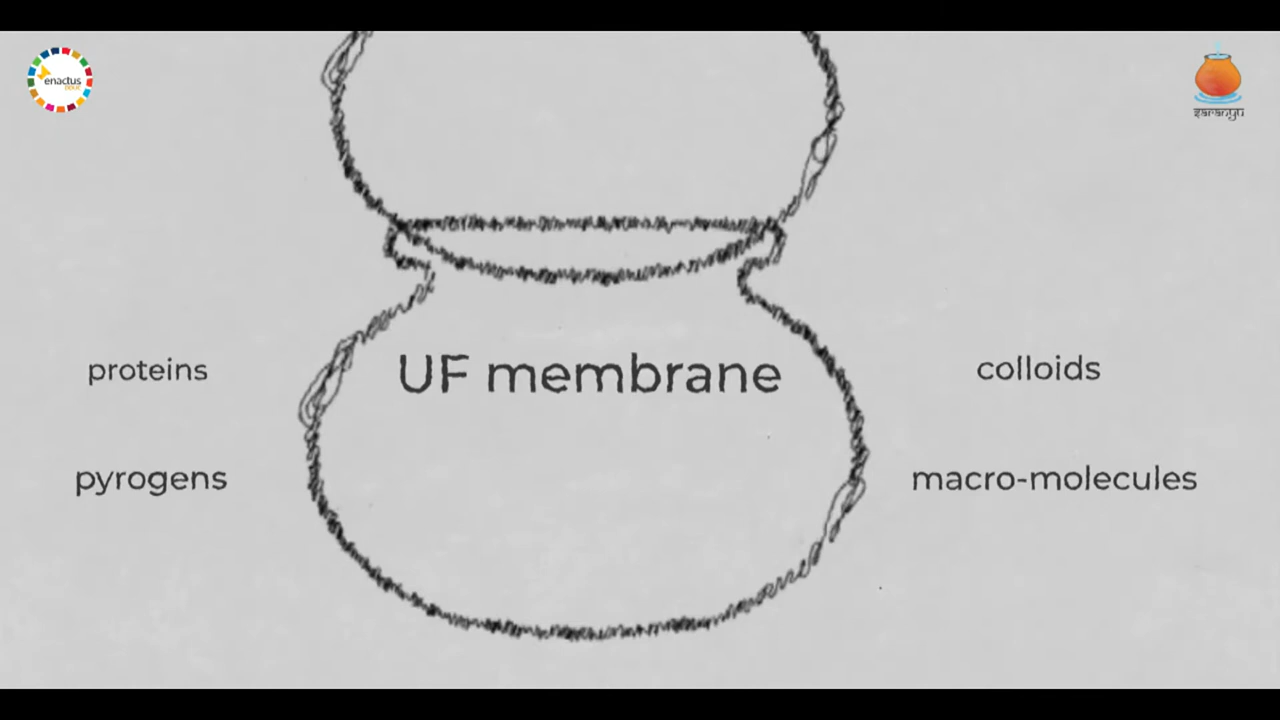 enactus
saranyu
proteins
UF membrane
colloids
pyrogens
macro-molecules